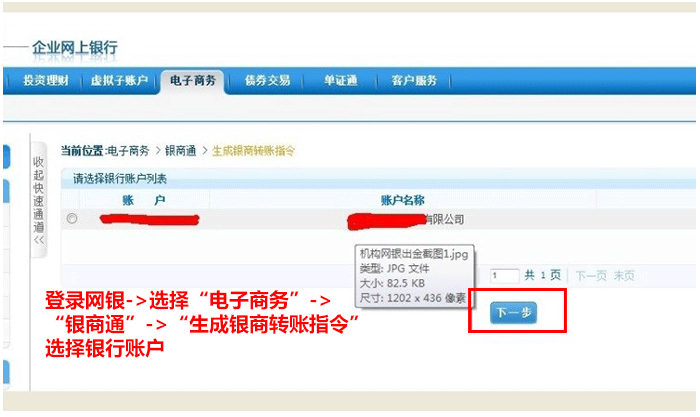 企业网上银行
投资理财 虚拟子账户 电子商务 债券交易 单证通 客户服务
当前位置:电子商务 > 银商通 > 生成银商转账指令
收起快速通道<<
请选择银行账户列表
账 户 账户名称
有限公司
机构网银出金截图1.jpg
类型: JPG 文件
大小: 82.5 KB
尺寸: 1202 x 436 像素
1 共 1 页 下一页 末页
登录网银->选择“电子商务”->
“银商通”->“生成银商转账指令”
选择银行账户
下一步